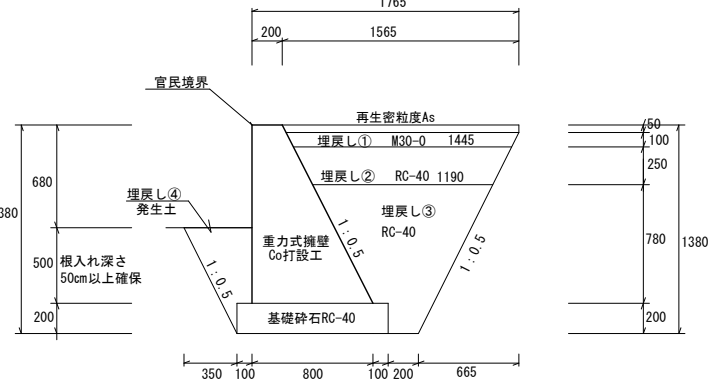 1765
200
1565
官民境界
再生密粒度As
50
埋戻し① M30-0 1445
100
埋戻し② RC-40 1190
250
680
埋戻し④
発生土
埋戻し③
RC-40
380
重力式擁壁
Co打設工
1:0.5
1:0.5
1:0.5
780
1380
500
根入れ深さ
50cm以上確保
200
基礎砕石RC-40
200
350
100
800
100
200
665